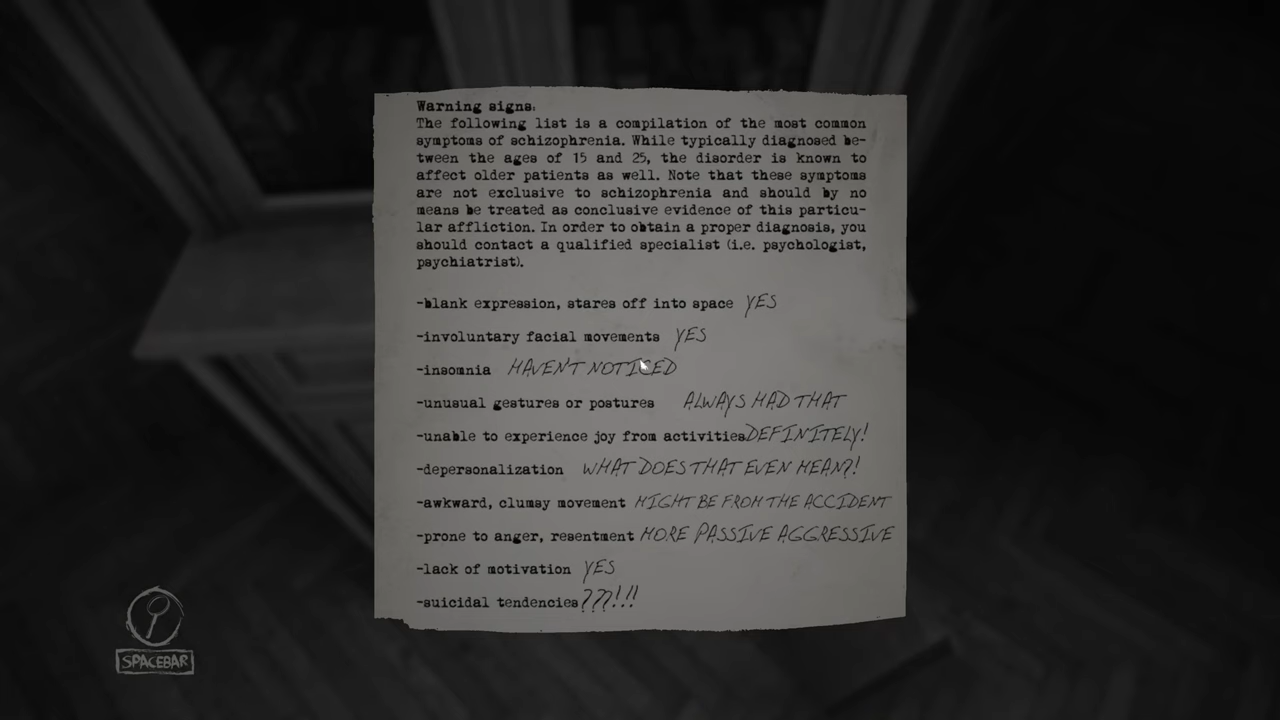 Warning signs:
The following list is a compilation of the most common
symptoms of schizophrenia. While typically diagnosed be-
tween the ages of 15 and 25, the disorder is known to
affect older patients as well. Note that these symptoms
are not exclusive to schizophrenia and should by no
means be treated as conclusive evidence of this particu-
lar affliction. In order to obtain a proper diagnosis, you
should contact a qualified specialist (i.e. psychologist,
psychiatrist).
-blank expression, stares off into space YES
-involuntary facial movements YES
-insomnia HAVEN'T NOTICED
-unusual gestures or postures ALWAYS HAD THAT
-unable to experience joy from activities DEFINITELY!
-depersonalization WHAT DOES THAT EVEN MEAN?!
-awkward, clumsy movement MIGHT BE FROM THE ACCIDENT
-prone to anger, resentment MORE PASSIVE AGGRESSIVE
-lack of motivation YES
-suicidal tendencies ???!!!
SPACEBAR